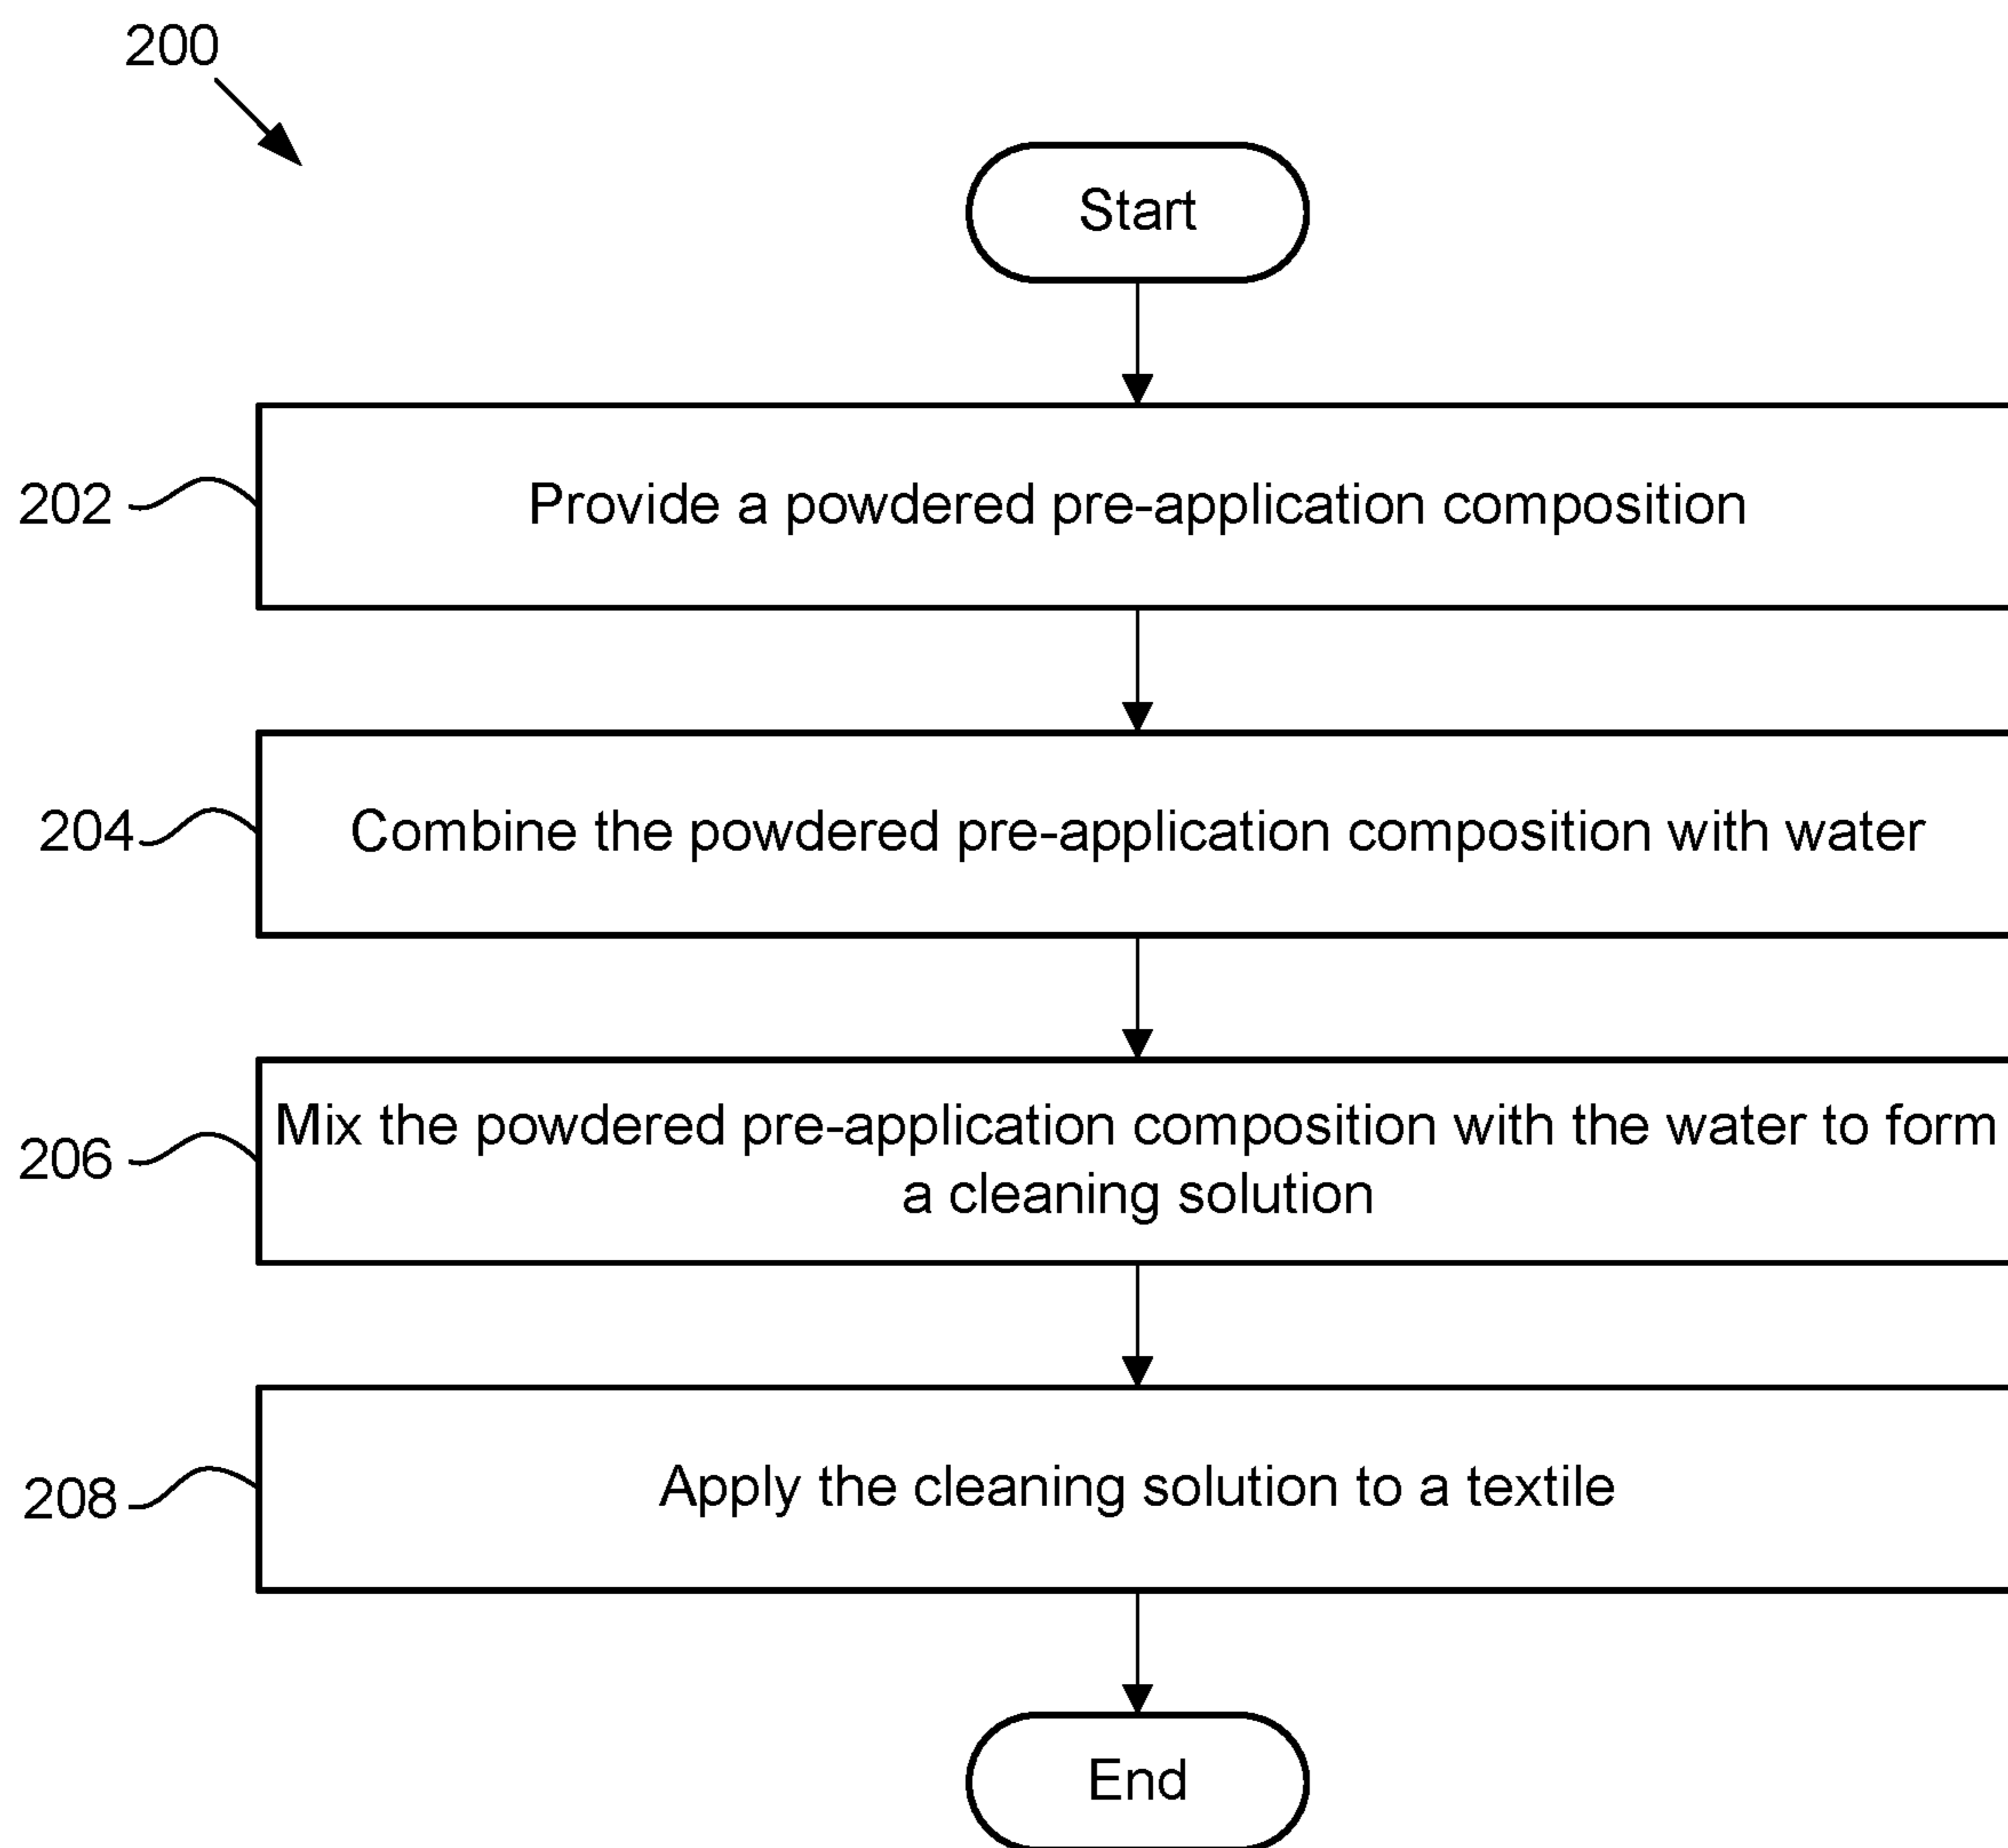 200
Start
202
Provide a powdered pre-application composition
204
Combine the powdered pre-application composition with water
206
Mix the powdered pre-application composition with the water to form
a cleaning solution
208
Apply the cleaning solution to a textile
End